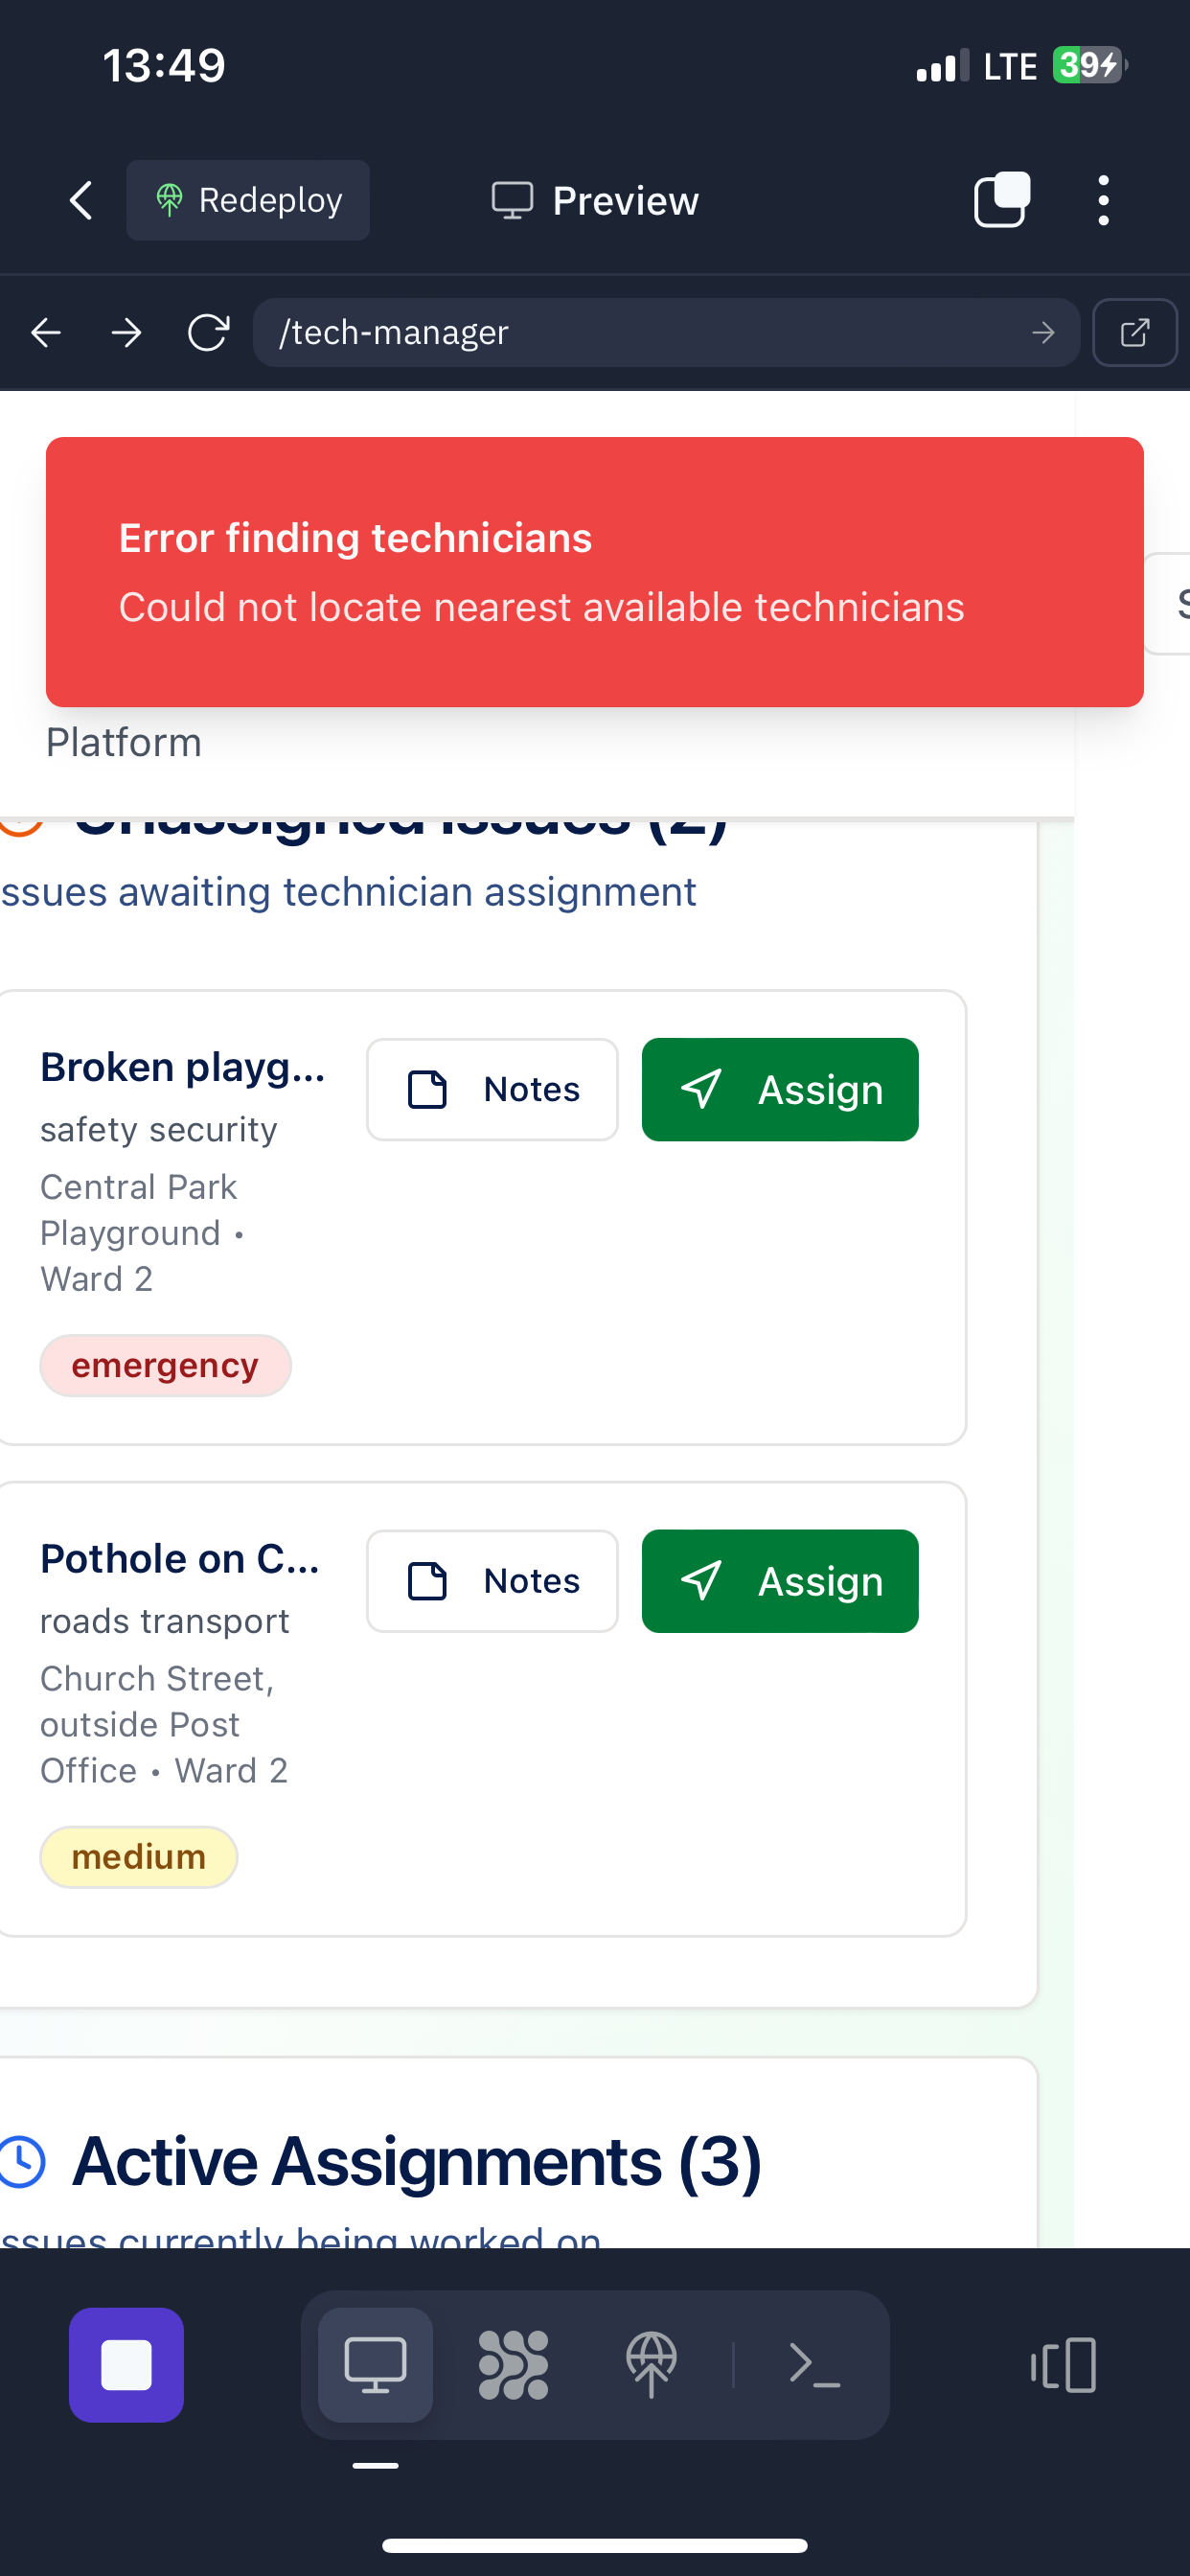 13:49
LTE
39
Redeploy
Preview
/tech-manager
Error finding technicians
Could not locate nearest available technicians
S
Platform
Unassigned Issues (2)
ssues awaiting technician assignment
Broken playg...
Notes
Assign
safety security
Central Park
Playground •
Ward 2
emergency
Pothole on C...
Notes
Assign
roads transport
Church Street,
outside Post
Office • Ward 2
medium
Active Assignments (3)
ssues currently being worked on